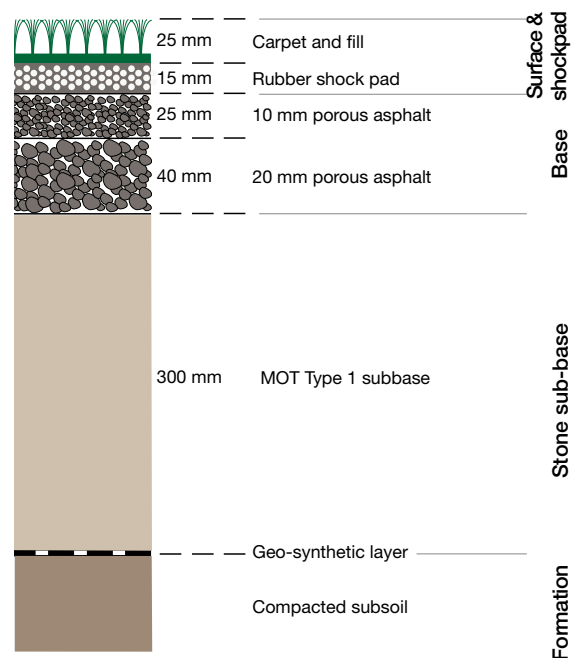 25 mm Carpet and fill
15 mm Rubber shock pad
25 mm 10 mm porous asphalt
40 mm 20 mm porous asphalt
300 mm MOT Type 1 subbase
Geo-synthetic layer
Compacted subsoil
Surface &
shockpad
Base
Stone sub-base
Formation